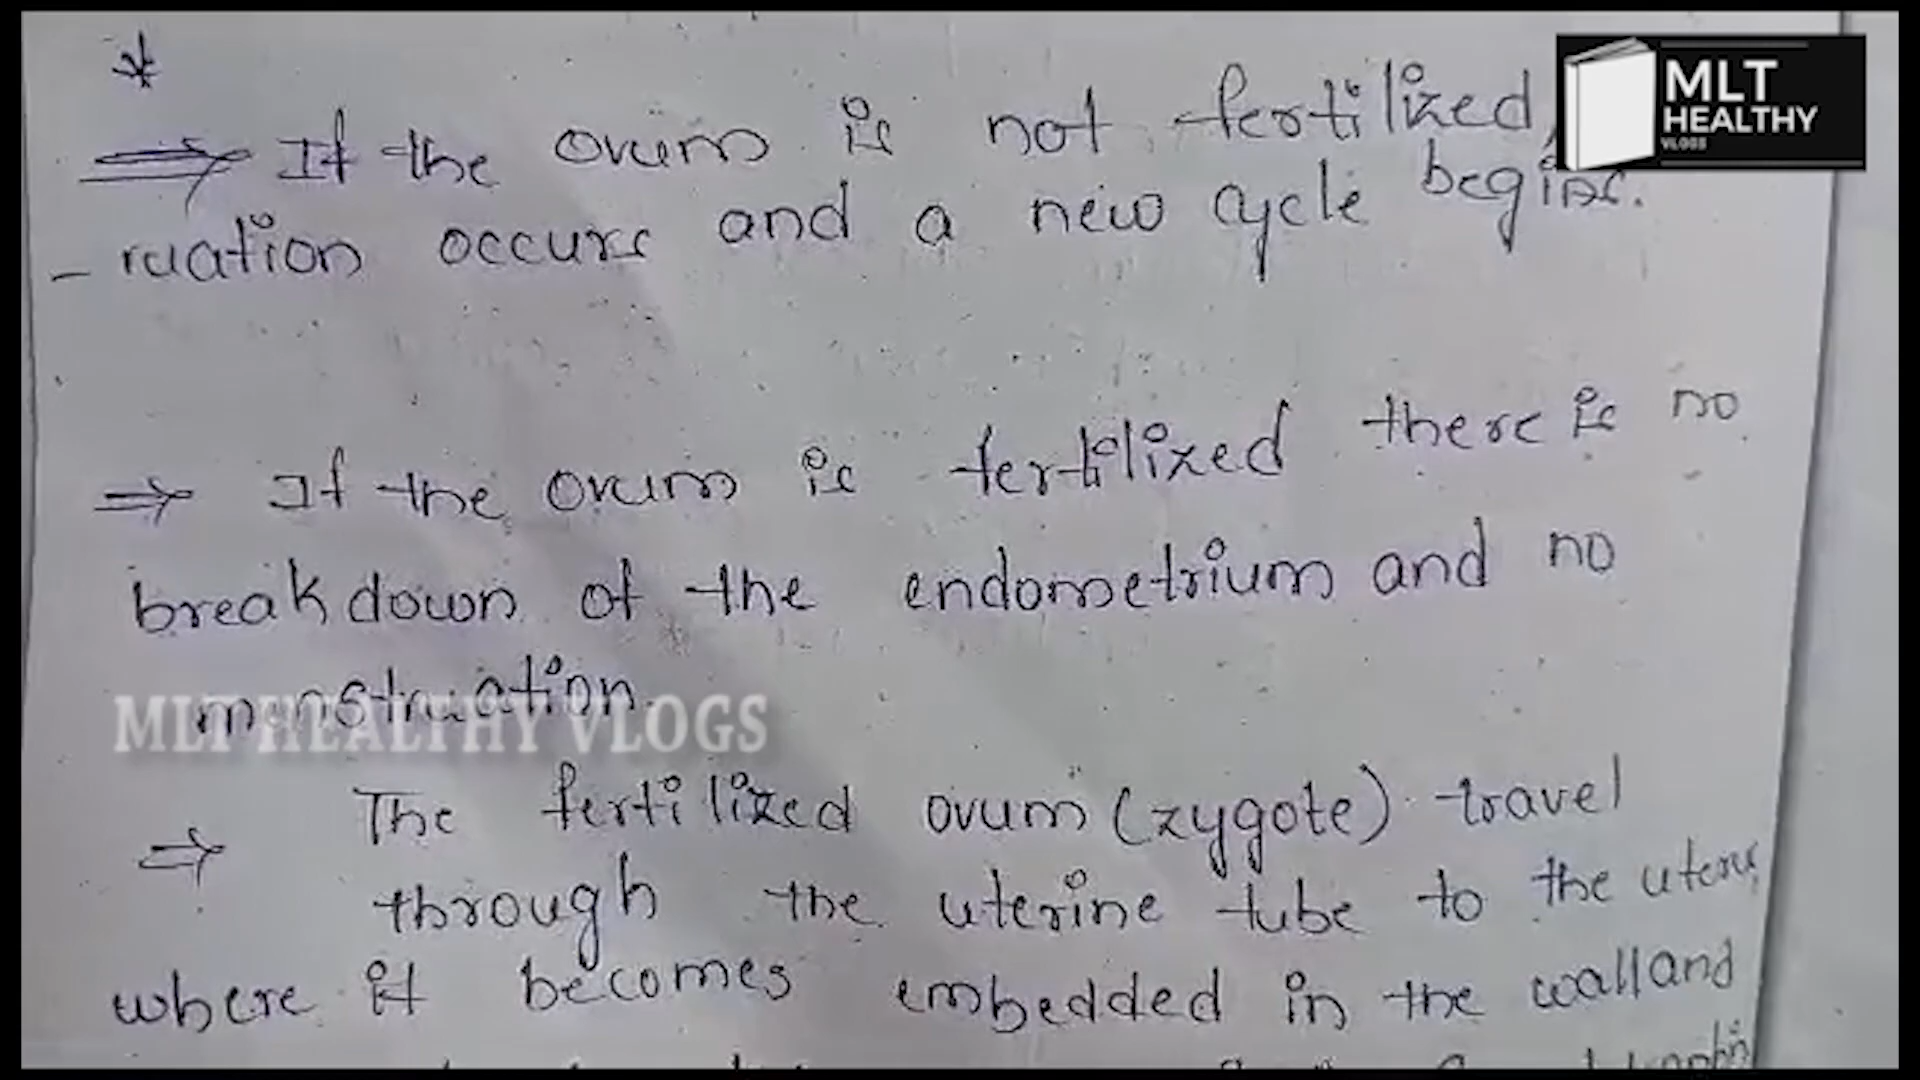 *
⇒ If the ovum is not fertilized,
- ruation occurs and a new cycle begins.
⇒ If the ovum is fertilized there is no
breakdown of the endometrium and no
menstruation.
⇒ The fertilized ovum (zygote) travel
through the uterine tube to the uterus
where it becomes embedded in the wall and
MLT
HEALTHY
VLOGS
MLT HEALTHY VLOGS